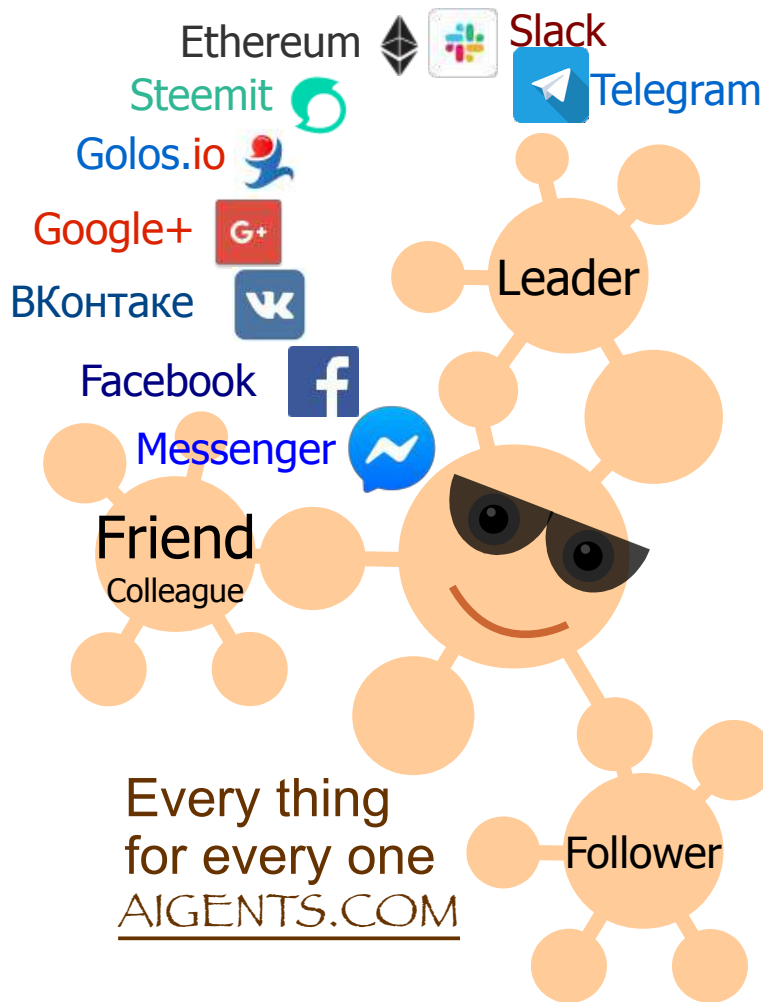 Ethereum
Slack
Steemit
Telegram
Golos.io
Google+
G+
ВКонтаке
Leader
Facebook
Messenger
Friend
Colleague
Every thing
for every one
Follower
AIGENTS.COM